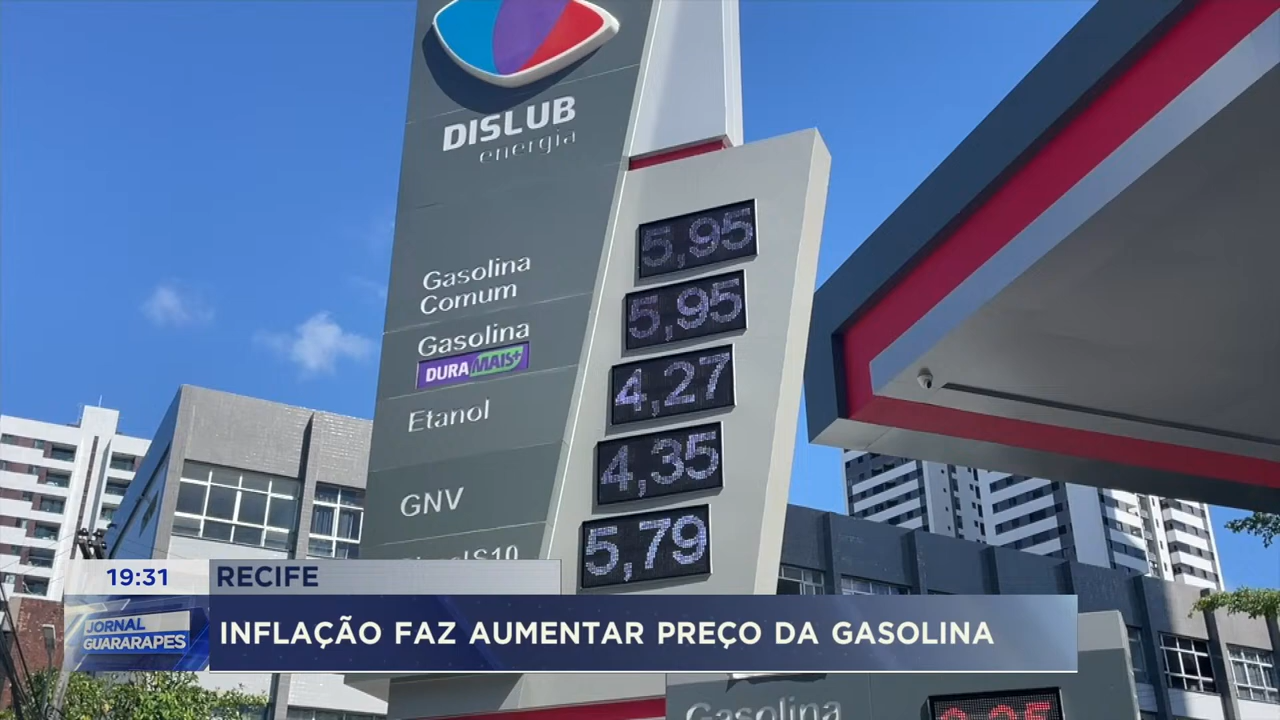 DISLUB
energia
Gasolina
Comum
5,95
Gasolina
DURAMAIS+
5,95
Etanol
4,27
GNV
4,35
S10
5,79
19:31
RECIFE
JORNAL
GUARARAPES
INFLAÇÃO FAZ AUMENTAR PREÇO DA GASOLINA
Gasolina